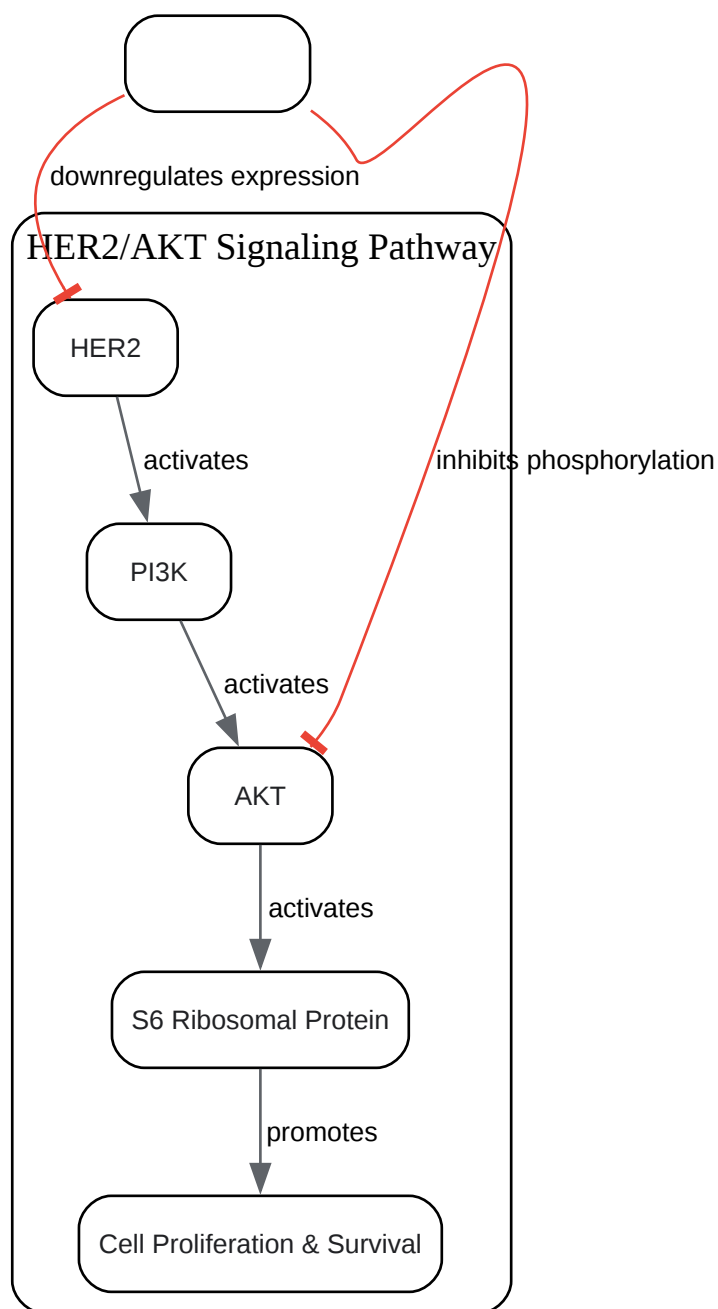 downregulates expression
HER2/AKT Signaling Pathway
HER2
activates
inhibits phosphorylation
PI3K
activates
AKT
activates
S6 Ribosomal Protein
promotes
Cell Proliferation & Survival